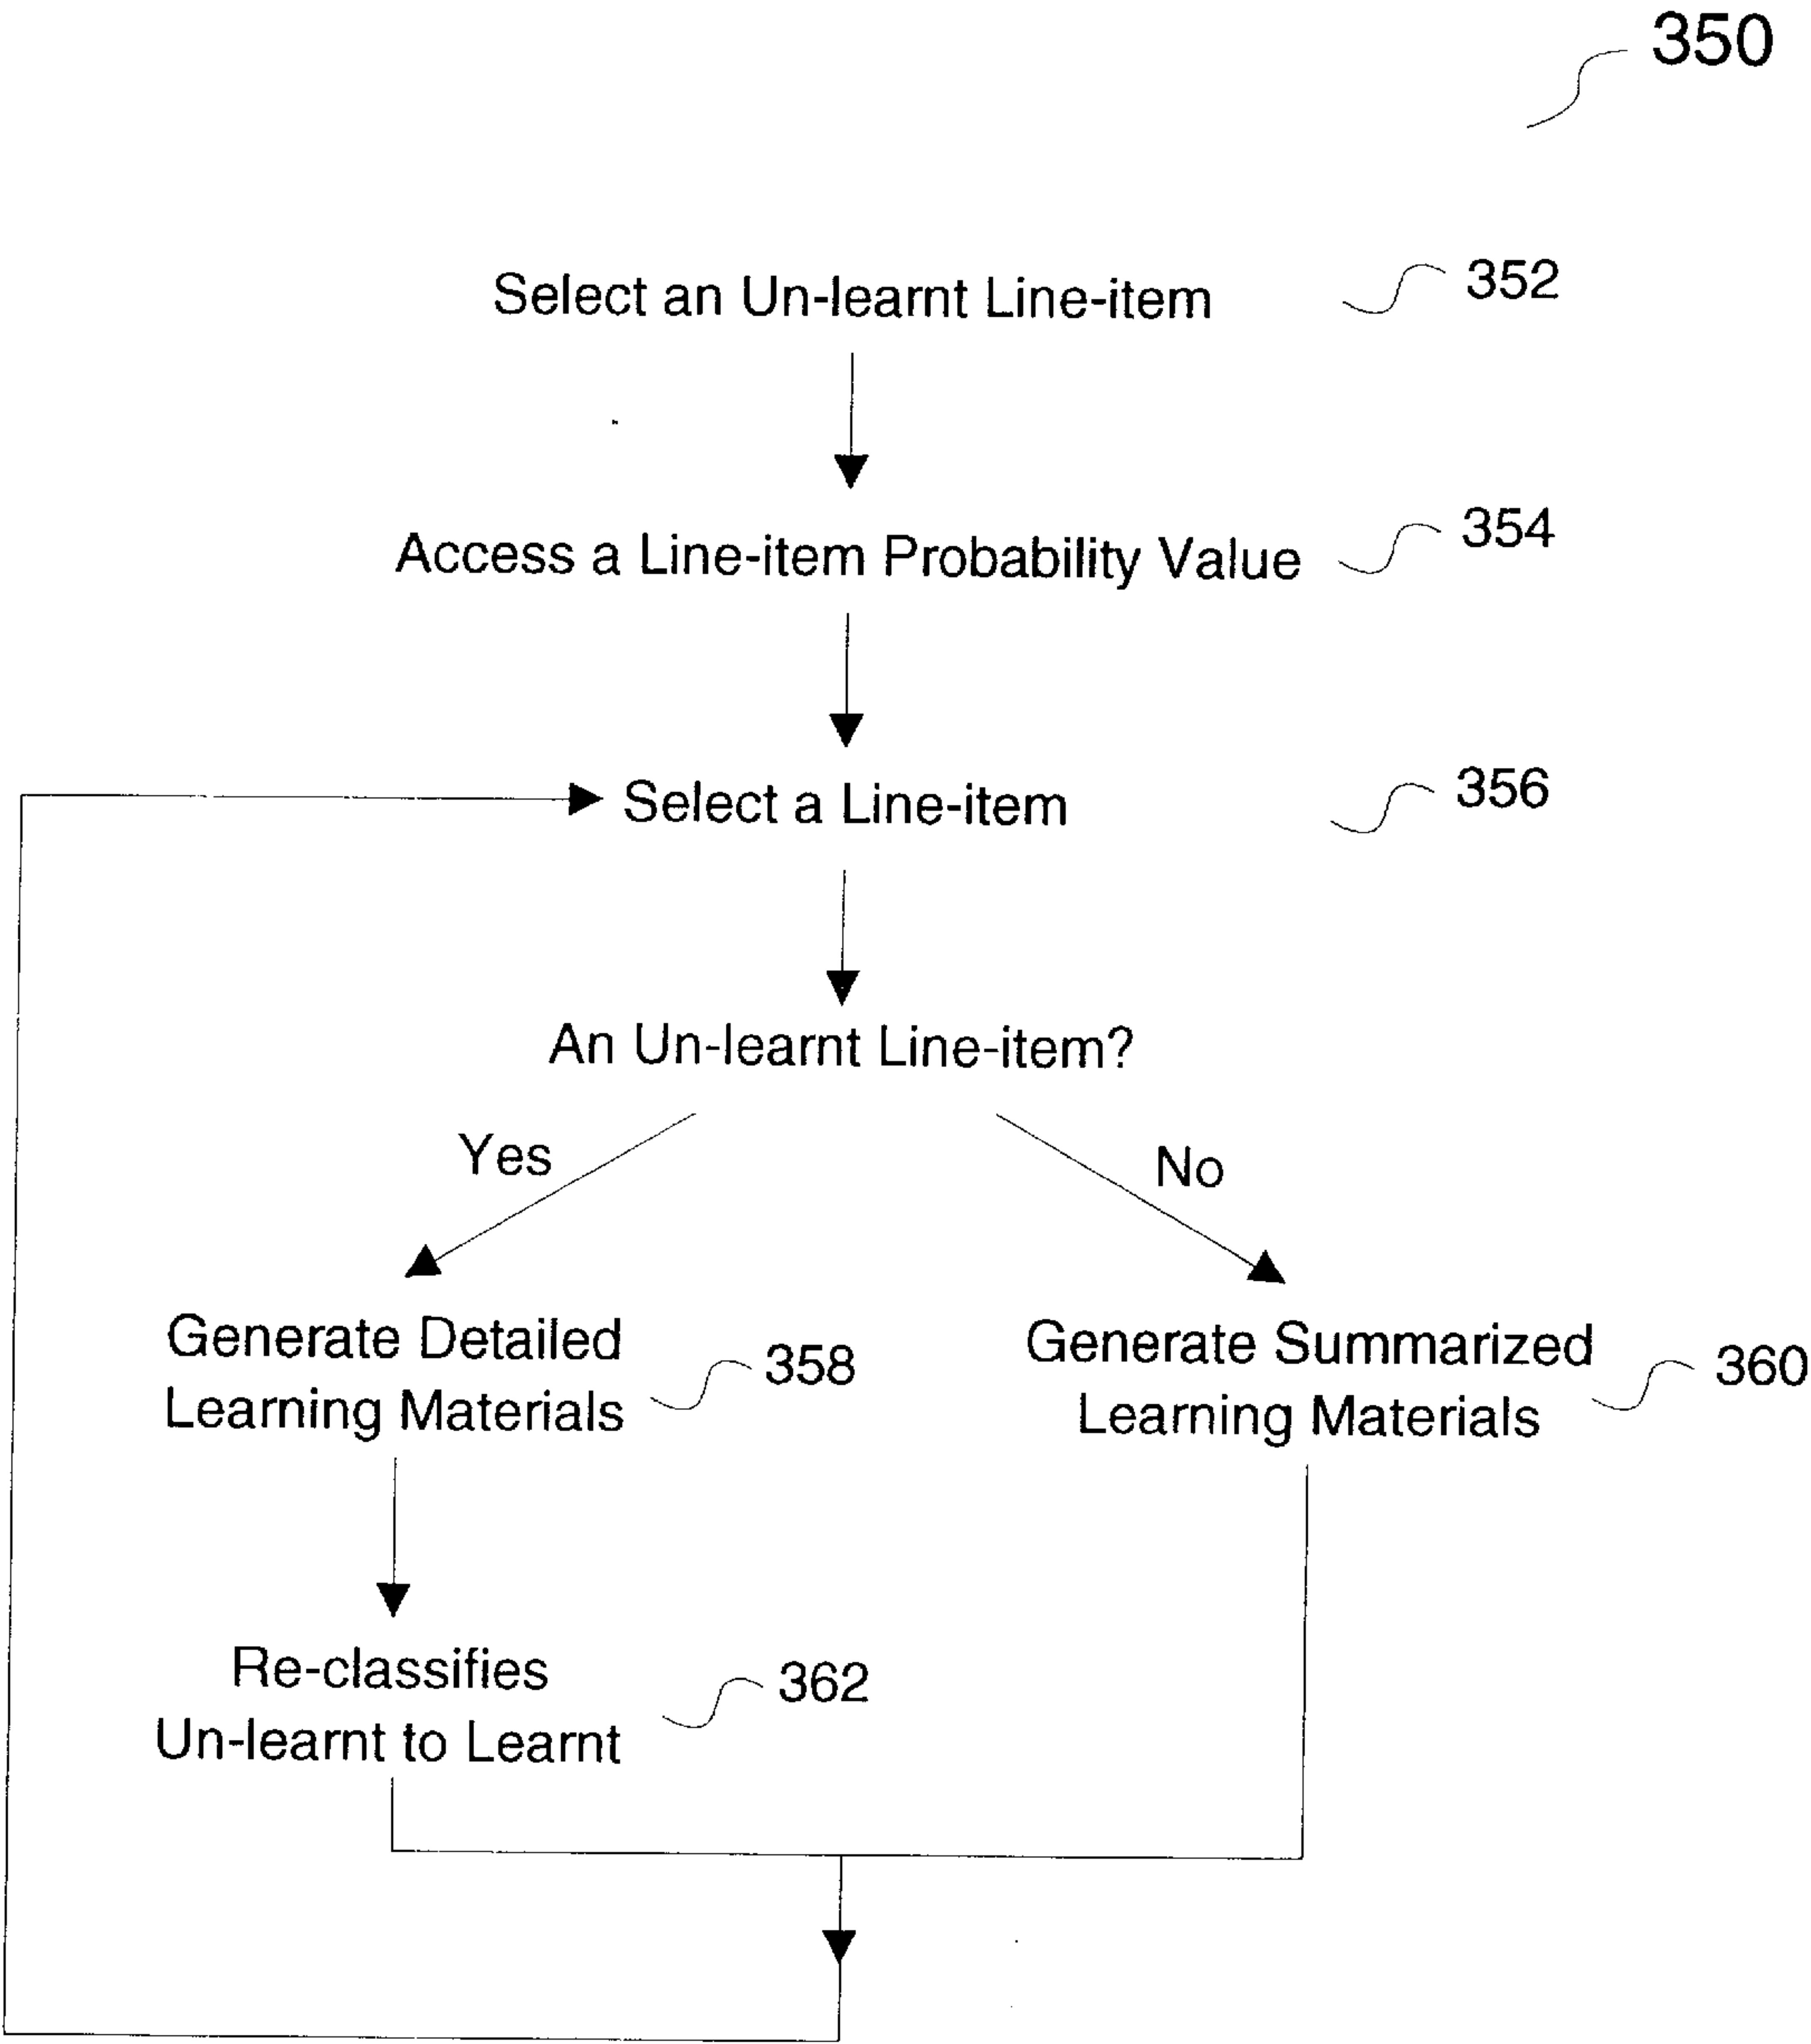 350
Select an Un-learnt Line-item
352
Access a Line-item Probability Value
354
Select a Line-item
356
An Un-learnt Line-item?
Yes
No
Generate Detailed
Learning Materials
358
Generate Summarized
Learning Materials
360
Re-classifies
Un-learnt to Learnt
362